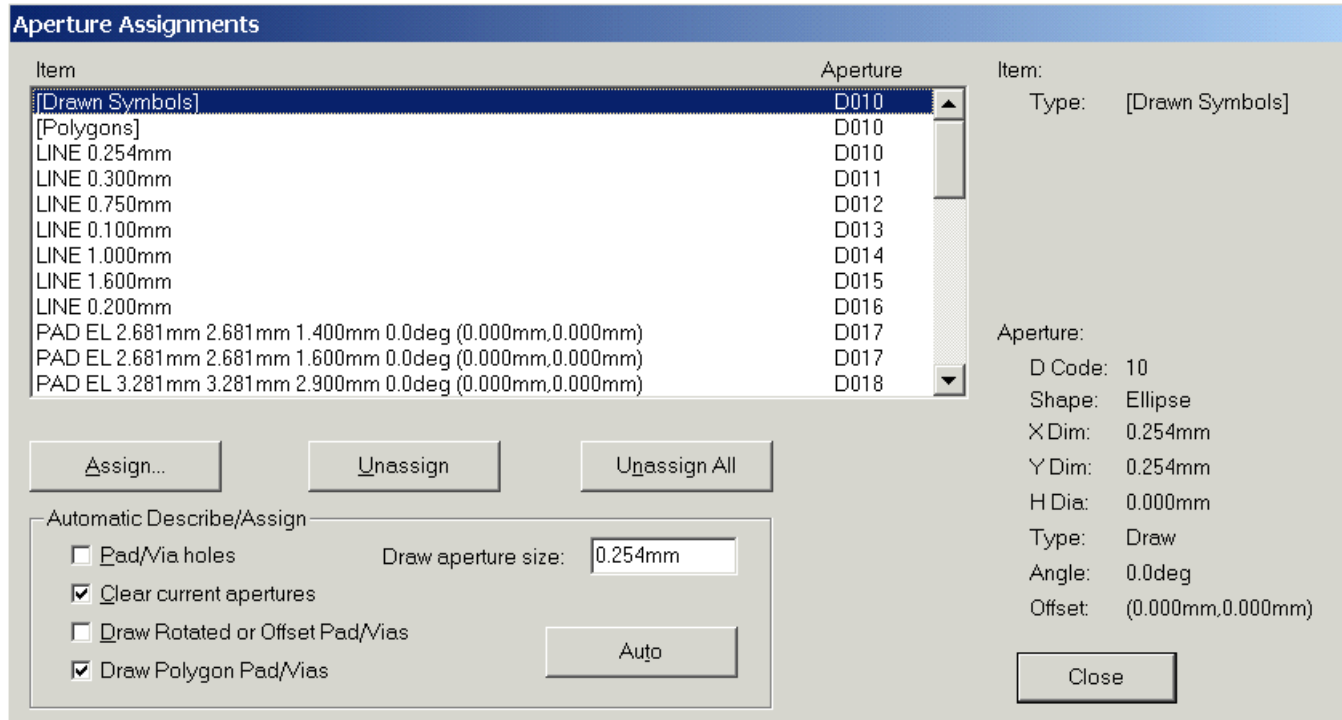 Aperture Assignments
Item Aperture
[Drawn Symbols] D010
[Polygons] D010
LINE 0.254mm D010
LINE 0.300mm D011
LINE 0.750mm D012
LINE 0.100mm D013
LINE 1.000mm D014
LINE 1.600mm D015
LINE 0.200mm D016
PAD EL 2.681mm 2.681mm 1.400mm 0.0deg (0.000mm,0.000mm) D017
PAD EL 2.681mm 2.681mm 1.600mm 0.0deg (0.000mm,0.000mm) D017
PAD EL 3.281mm 3.281mm 2.900mm 0.0deg (0.000mm,0.000mm) D018
Assign... Unassign Unassign All
Automatic Describe/Assign
Pad/Via holes Draw aperture size: 0.254mm
Clear current apertures
Draw Rotated or Offset Pad/Vias
Draw Polygon Pad/Vias
Auto
Item:
Type: [Drawn Symbols]
Aperture:
D Code: 10
Shape: Ellipse
X Dim: 0.254mm
Y Dim: 0.254mm
H Dia: 0.000mm
Type: Draw
Angle: 0.0deg
Offset: (0.000mm,0.000mm)
Close